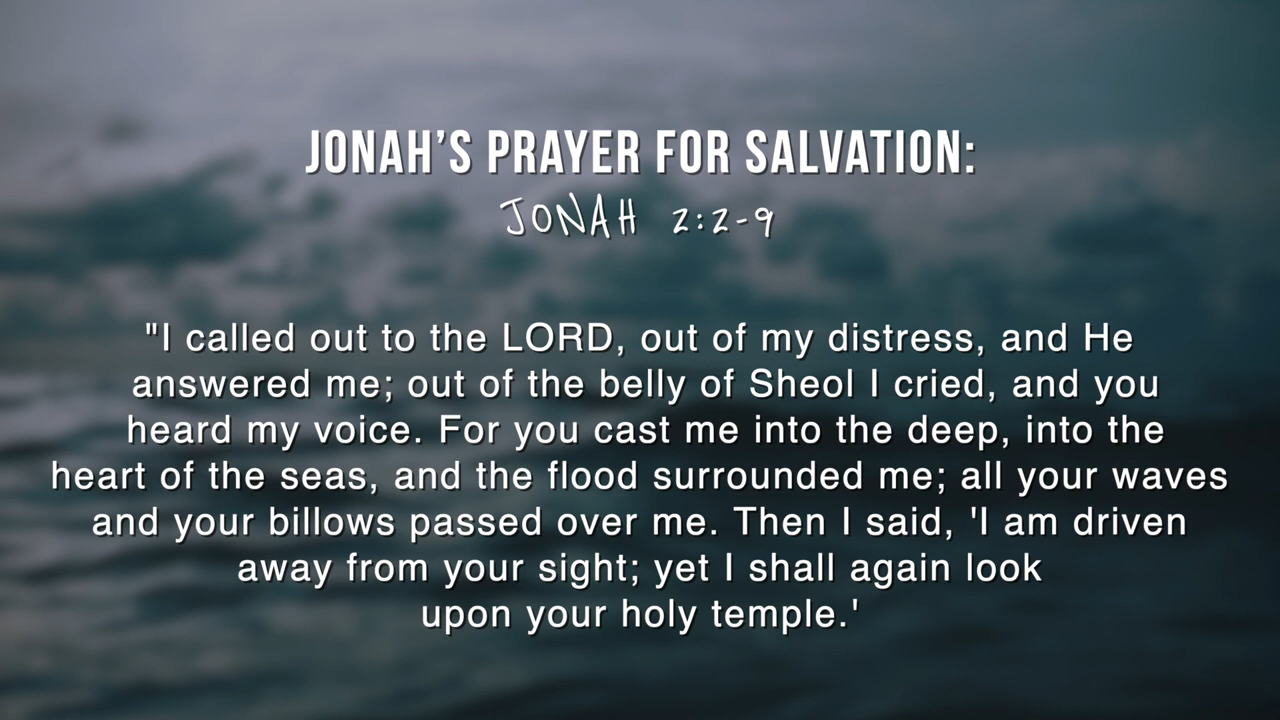 JONAH’S PRAYER FOR SALVATION:
JONAH 2:2-9
"I called out to the LORD, out of my distress, and He
answered me; out of the belly of Sheol I cried, and you
heard my voice. For you cast me into the deep, into the
heart of the seas, and the flood surrounded me; all your waves
and your billows passed over me. Then I said, 'I am driven
away from your sight; yet I shall again look
upon your holy temple.'